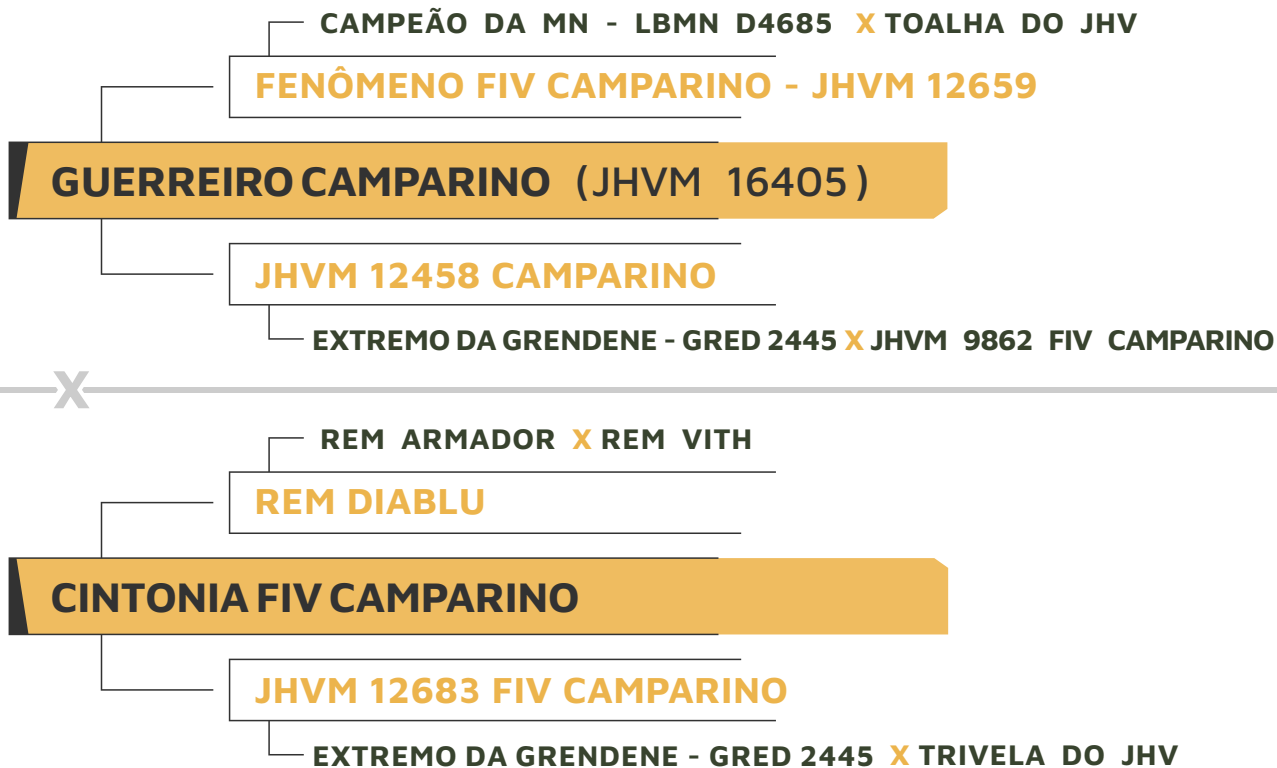 CAMPEÃO DA MN - LBMN D4685 X TOALHA DO JHV
FENÔMENO FIV CAMPARINO - JHVM 12659
GUERREIRO CAMPARINO (JHVM 16405)
JHVM 12458 CAMPARINO
EXTREMO DA GRENDENE - GRED 2445 X JHVM 9862 FIV CAMPARINO
X
REM ARMADOR X REM VITH
REM DIABLU
CINTONIA FIV CAMPARINO
JHVM 12683 FIV CAMPARINO
EXTREMO DA GRENDENE - GRED 2445 X TRIVELA DO JHV